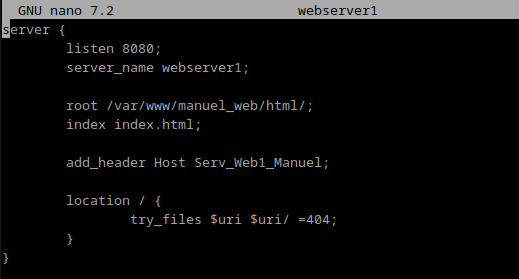 GNU nano 7.2 webserver1
server {
listen 8080;
server_name webserver1;
root /var/www/manuel_web/html/;
index index.html;
add_header Host Serv_Web1_Manuel;
location / {
try_files $uri $uri/ =404;
}
}